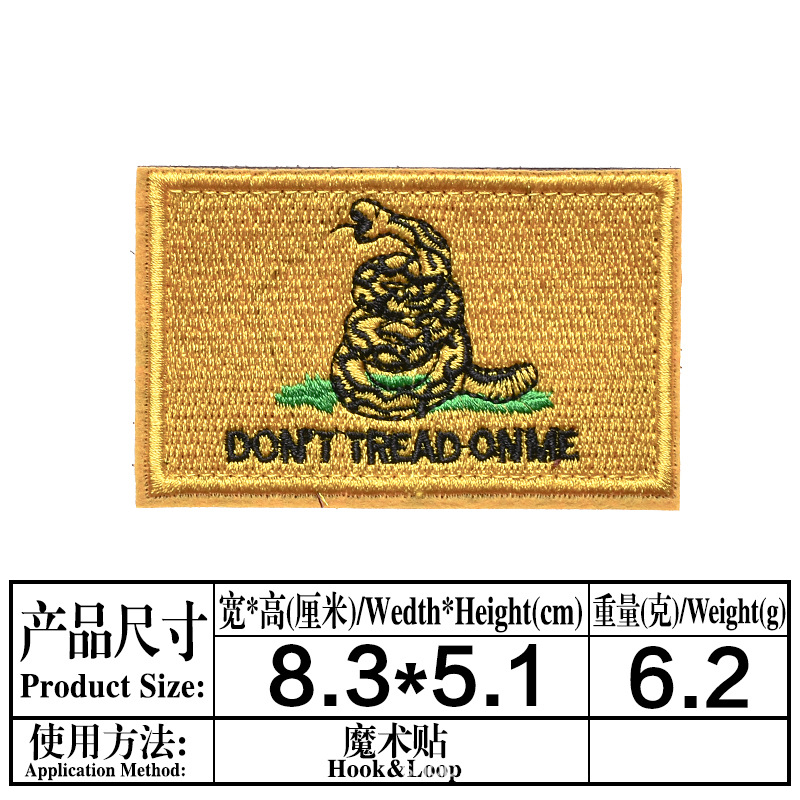 DON'T TREAD ON ME
产品尺寸
Product Size:
宽*高(厘米)/Wedth*Height(cm)
重量(克)/Weight(g)
8.3*5.1
6.2
使用方法:
Application Method:
魔术贴
Hook&Loop